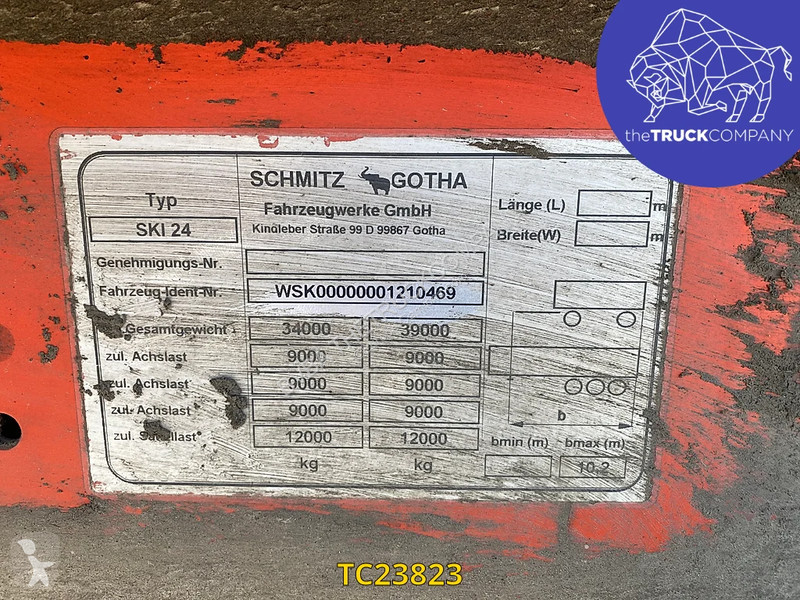 theTRUCKCOMPANY
SCHMITZ GOTHA
Fahrzeugwerke GmbH
Kindleber Straße 99 D 99867 Gotha
Typ
SKI 24
Länge (L) m
Breite(W) m
Genehmigungs-Nr.
Fahrzeug-Ident-Nr. WSK00000001210469
Gesamtgewicht 34000 39000
zul. Achslast 9000 9000
zul. Achslast 9000 9000
zul. Achslast 9000 9000
zul. Sattellast 12000 12000
kg kg
b
bmin (m) bmax (m)
10,2
TC23823